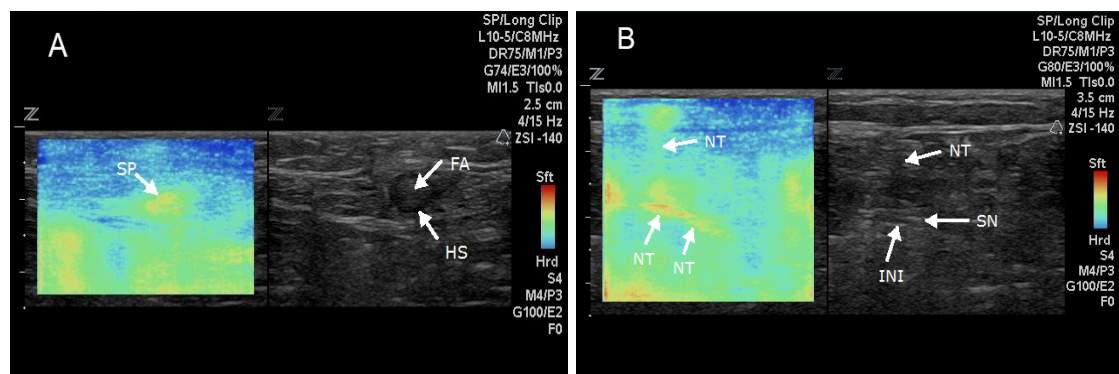 A
SP/Long Clip
L10-5/C8MHz
DR75/M1/P3
G74/E3/100%
MI1.5 TIs0.0
2.5 cm
4/15 Hz
ZSI -140
Z
Z
SP
FA
HS
Sft
Hrd
S4
M4/P3
G100/E2
F0
B
SP/Long Clip
L10-5/C8MHz
DR75/M1/P3
G80/E3/100%
MI1.5 TIs0.0
3.5 cm
4/15 Hz
ZSI -140
Z
Z
NT
NT
SN
NT
NT
INI
Sft
Hrd
S4
M4/P3
G100/E2
F0